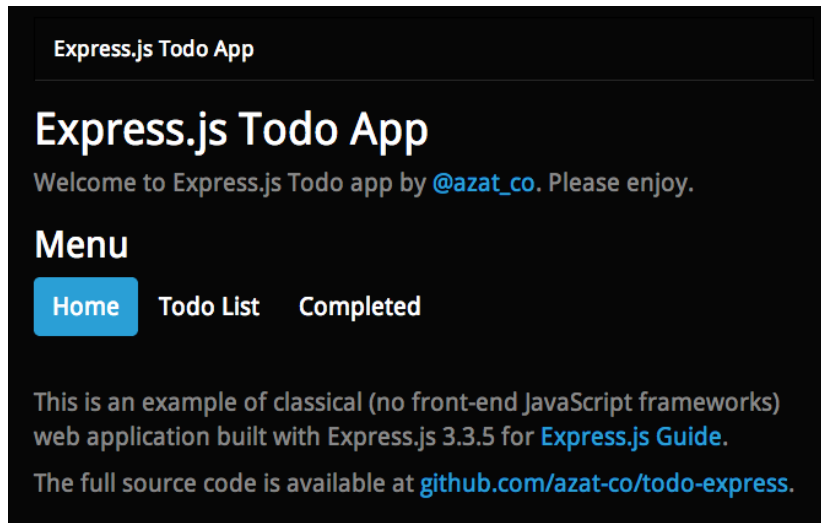 Express.js Todo App
Express.js Todo App
Welcome to Express.js Todo app by @azat_co. Please enjoy.
Menu
Home Todo List Completed
This is an example of classical (no front-end JavaScript frameworks)
web application built with Express.js 3.3.5 for Express.js Guide.
The full source code is available at github.com/azat-co/todo-express.